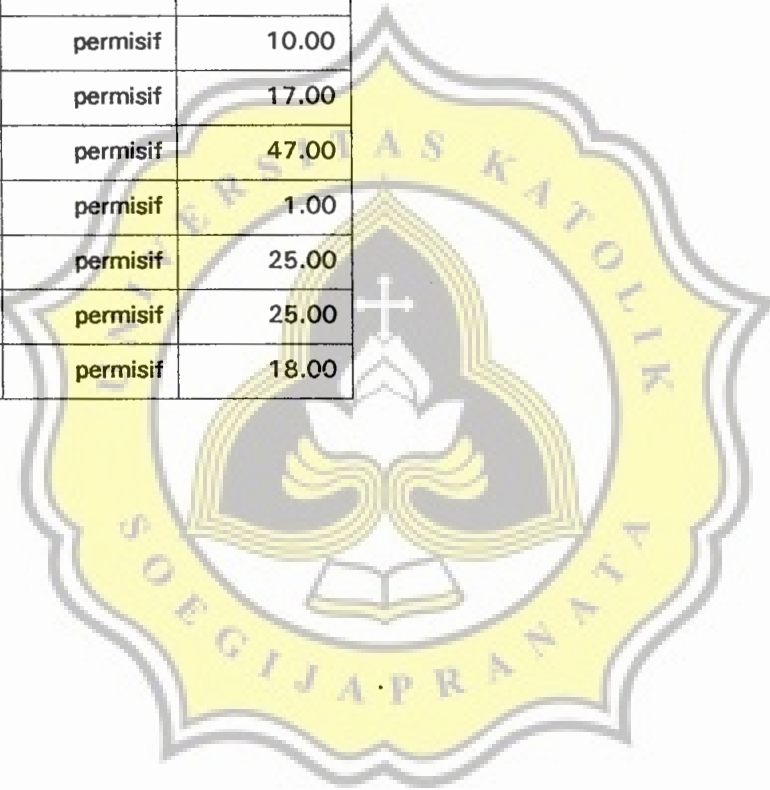 permisif 10.00
permisif 17.00
permisif 47.00
permisif 1.00
permisif 25.00
permisif 25.00
permisif 18.00
UNIVERSITAS KATOLIK
SOEGIJAPRANATA